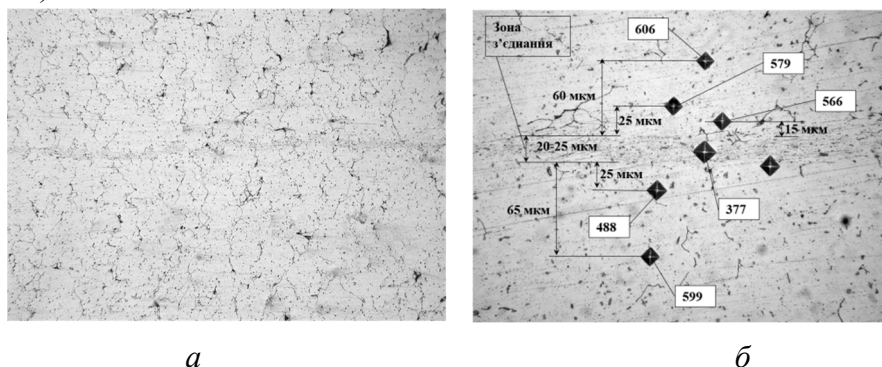 Зона
з’єднання
606
579
60 мкм
566
25 мкм
15 мкм
20-25 мкм
25 мкм
65 мкм
377
488
599
а
б